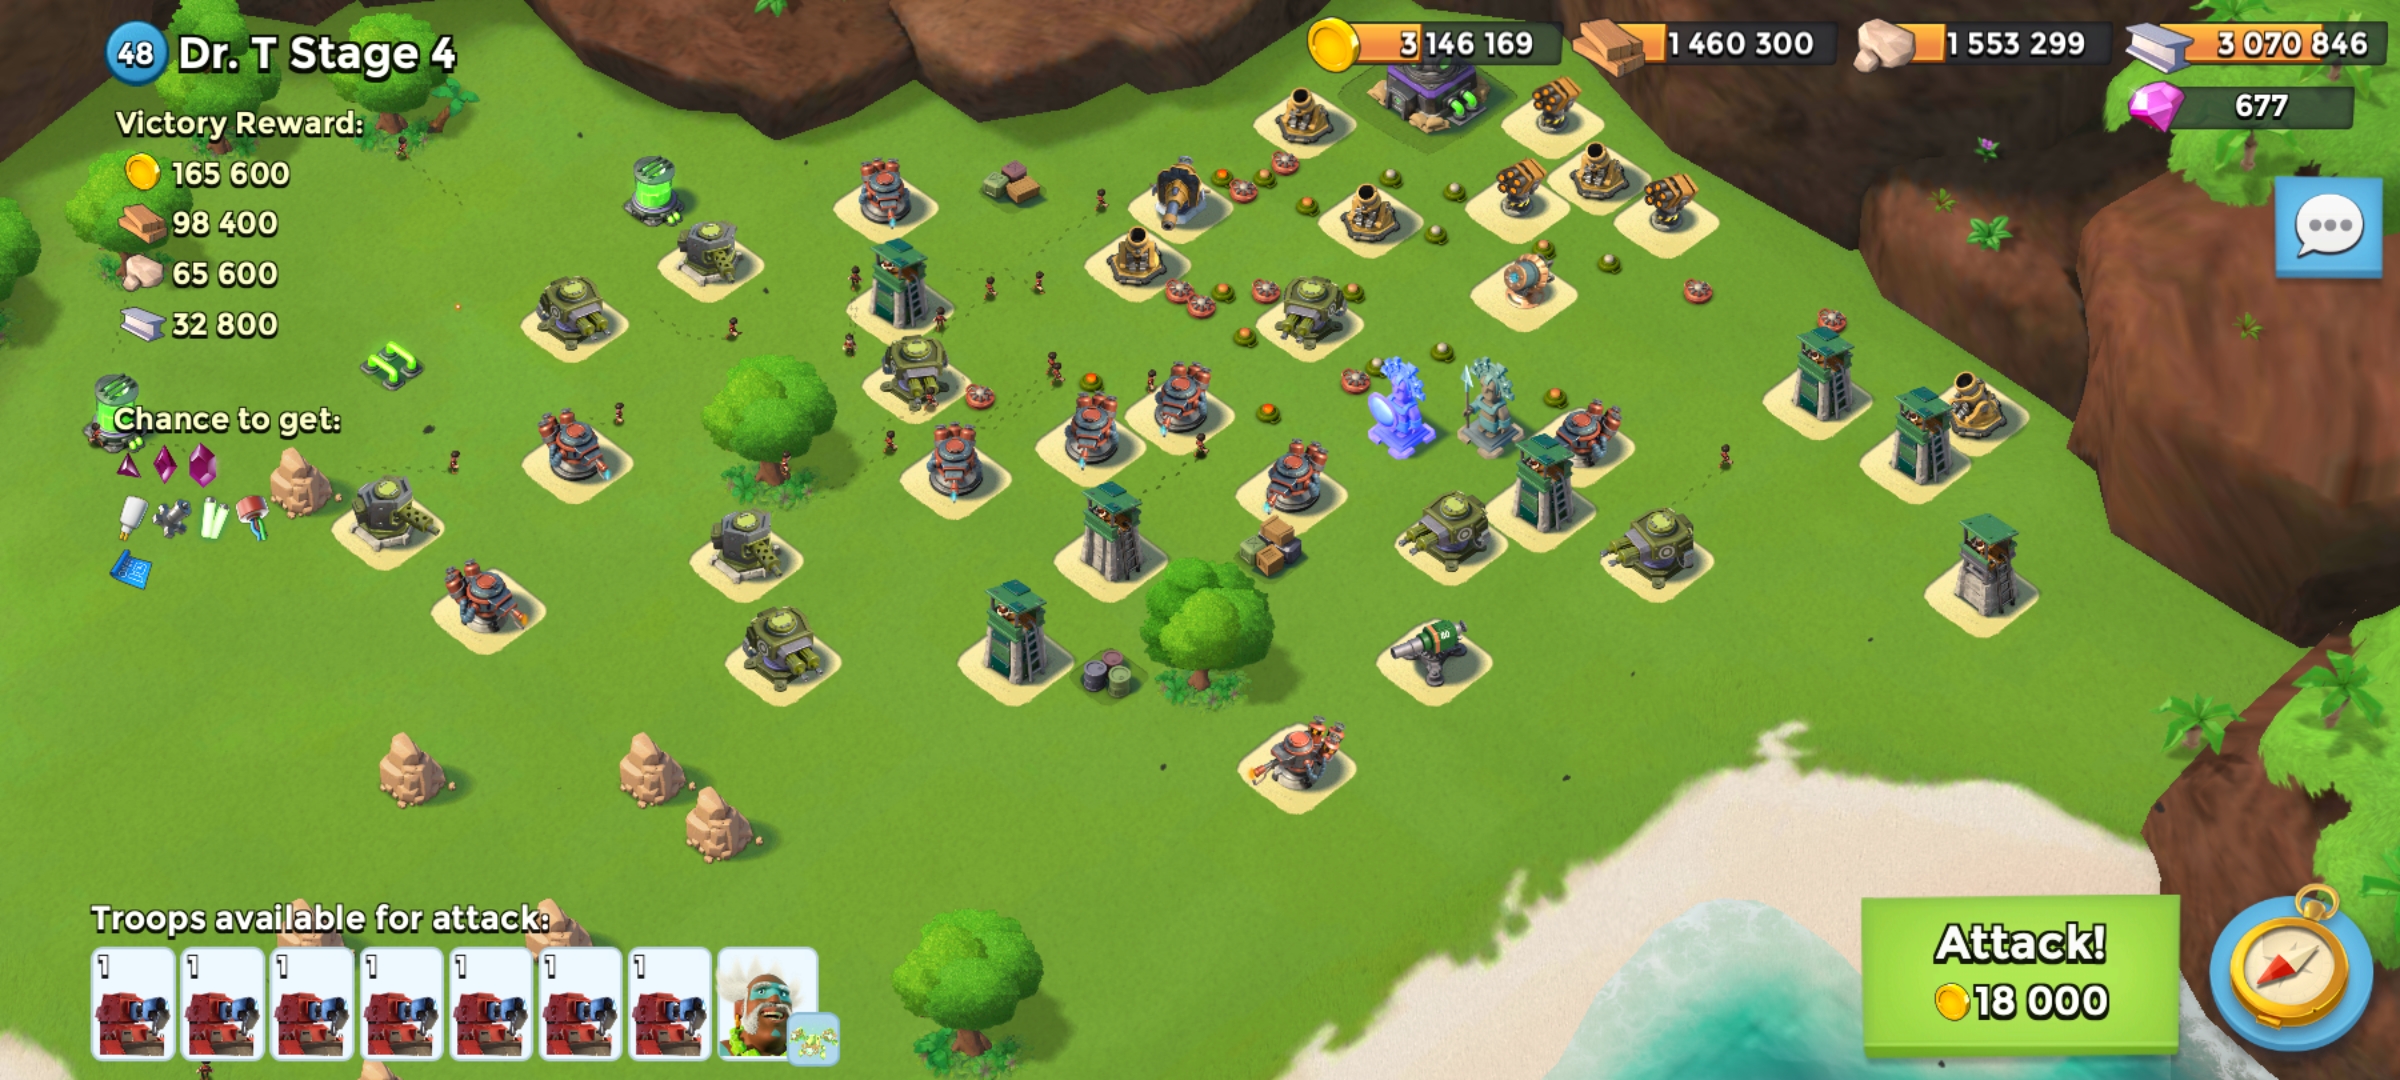 48 Dr. T Stage 4
3 146 169
1 460 300
1 553 299
3 070 846
677
Victory Reward:
165 600
98 400
65 600
32 800
Chance to get:
Troops available for attack:
1 1 1 1 1 1 1
Attack!
18 000